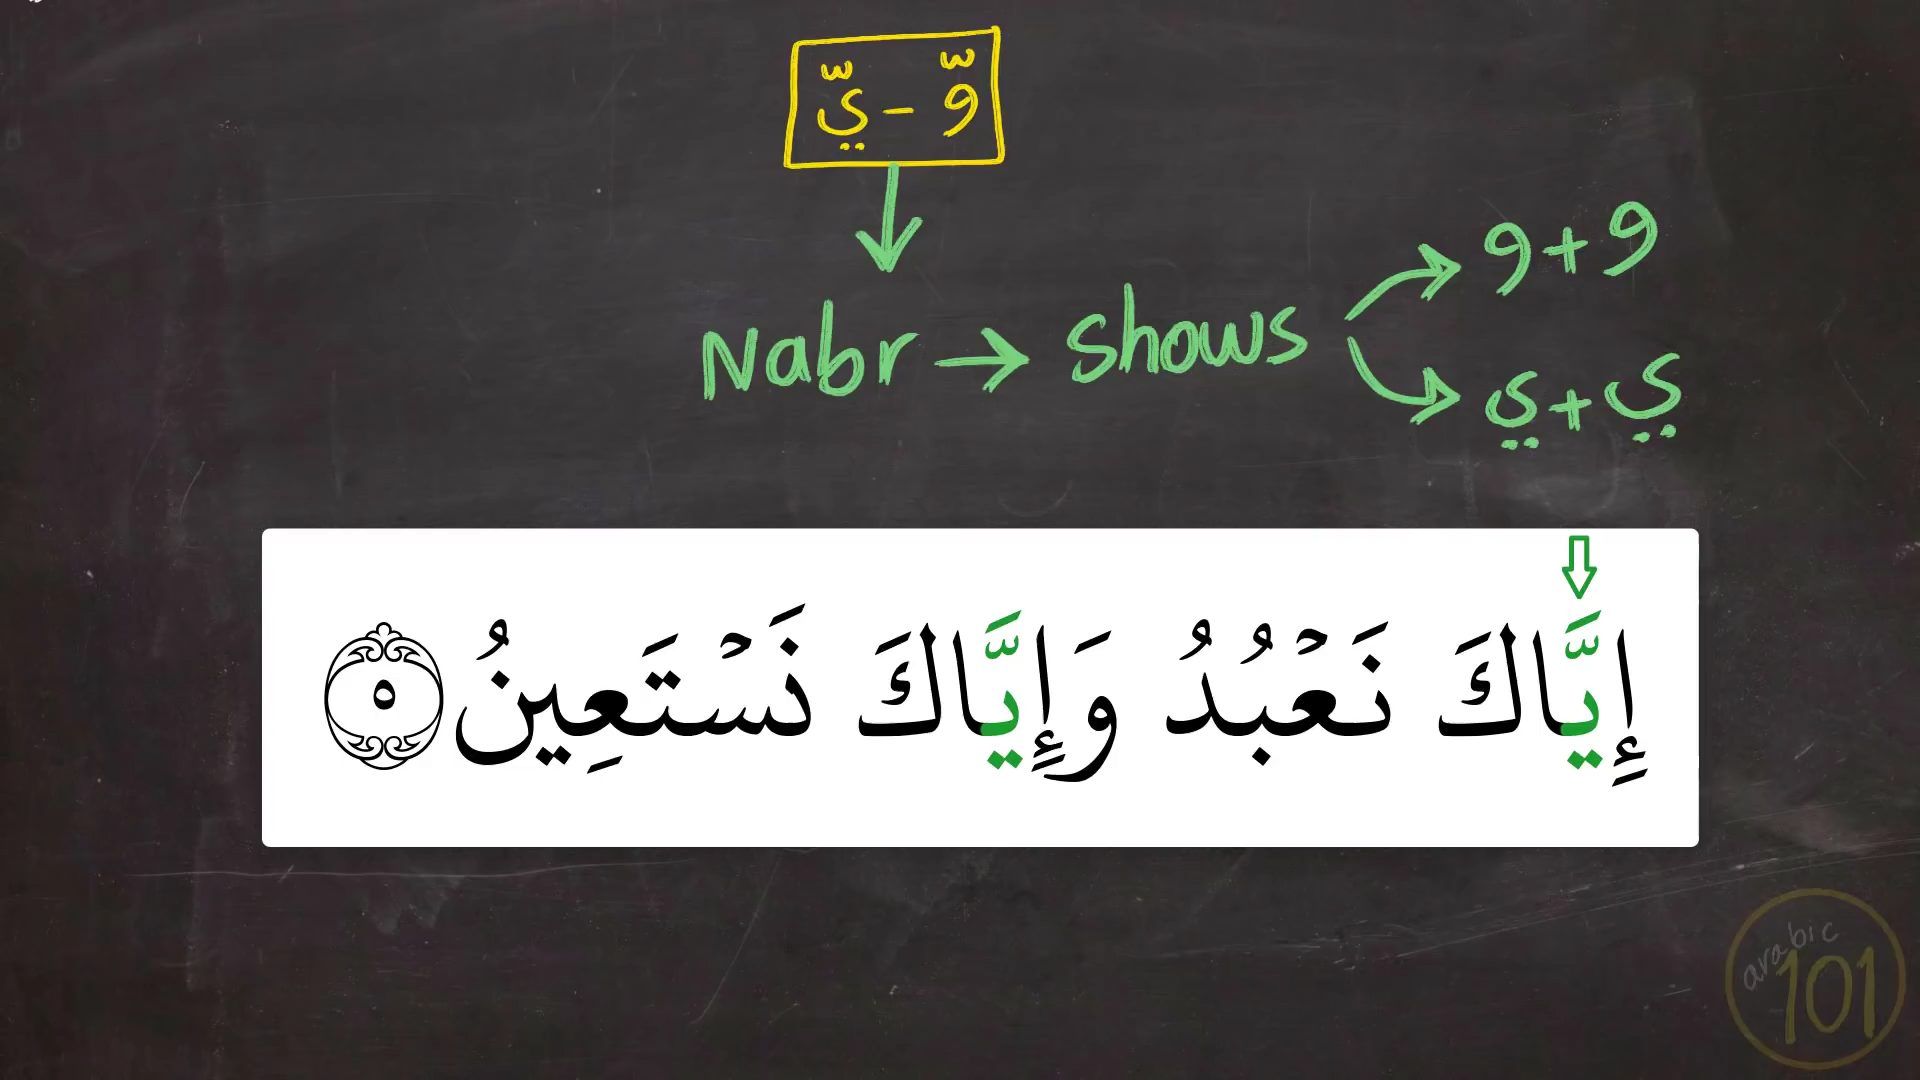 وّ - يّ
و + و
Nabr → shows
ي + ي
إِيَّاكَ نَعْبُدُ وَإِيَّاكَ نَسْتَعِينُ ٥
arabic
101